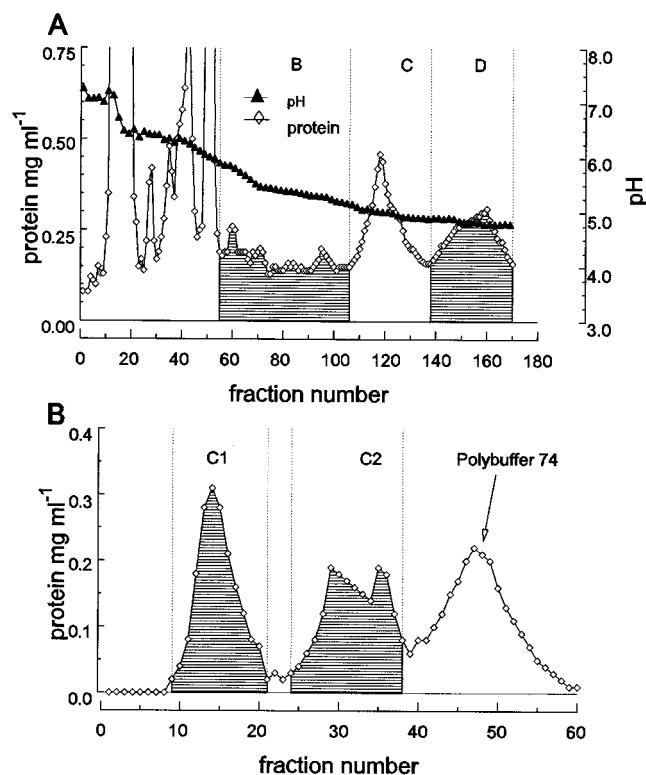 A
0.75
0.50
0.25
0.00
protein mg ml⁻¹
B
C
D
pH
protein
8.0
7.0
6.0
5.0
4.0
3.0
pH
0 20 40 60 80 100 120 140 160 180
fraction number
B
0.4
0.3
0.2
0.1
0.0
protein mg ml⁻¹
C1
C2
Polybuffer 74
0 10 20 30 40 50 60
fraction number